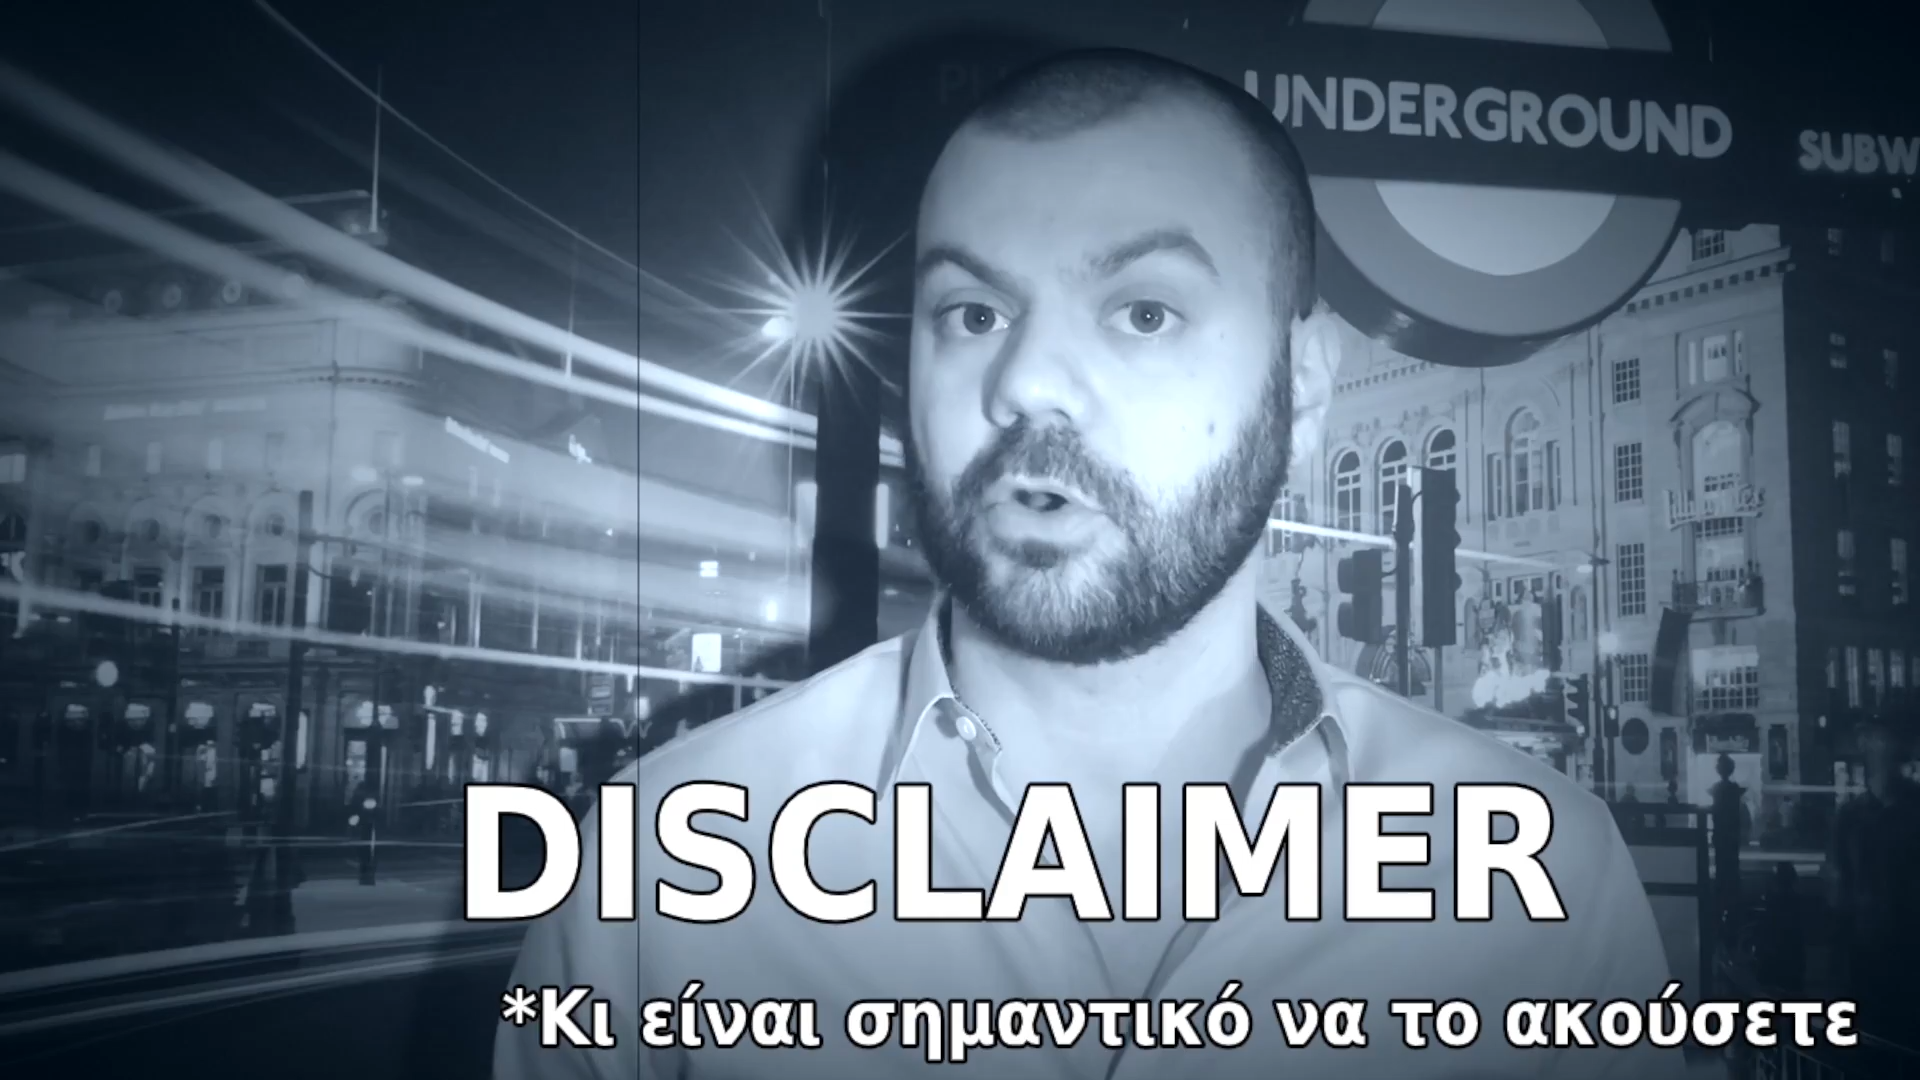 UNDERGROUND
SUBW
DISCLAIMER
*Κι είναι σημαντικό να το ακούσετε